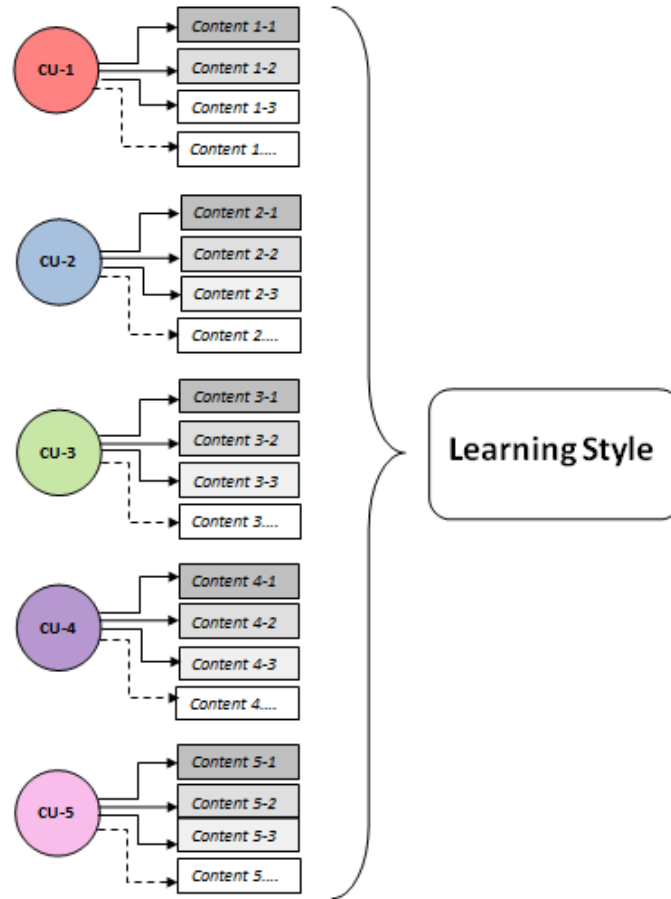 CU-1
Content 1-1
Content 1-2
Content 1-3
Content 1....
CU-2
Content 2-1
Content 2-2
Content 2-3
Content 2....
CU-3
Content 3-1
Content 3-2
Content 3-3
Content 3....
CU-4
Content 4-1
Content 4-2
Content 4-3
Content 4....
CU-5
Content 5-1
Content 5-2
Content 5-3
Content 5....
Learning Style